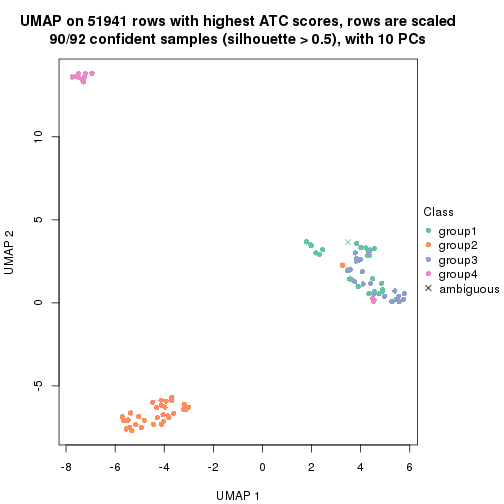 UMAP on 51941 rows with highest ATC scores, rows are scaled
90/92 confident samples (silhouette > 0.5), with 10 PCs
10
5
0
-5
UMAP 2
-8
-6
-4
-2
0
2
4
6
UMAP 1
Class
group1
group2
group3
group4
ambiguous